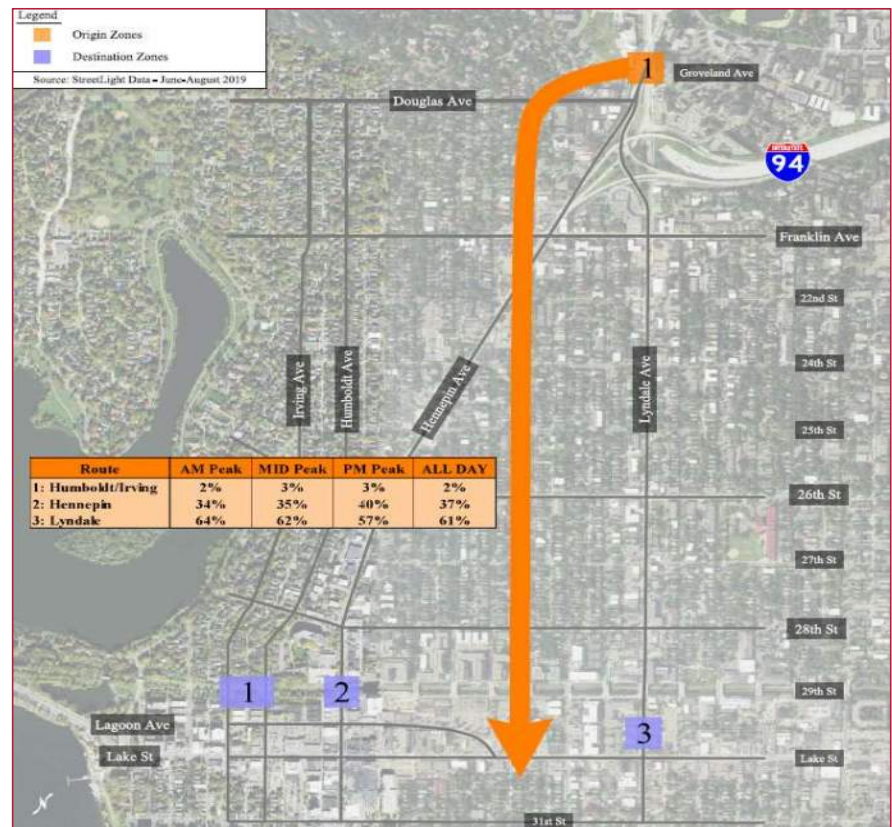 Legend
Origin Zones
Destination Zones
Source: StreetLight Data - June-August 2019
1
Groveland Ave
Douglas Ave
INTERSTATE
94
Franklin Ave
22nd St
24th St
Irving Ave
Humboldt Ave
Hennepin Ave
Lyndale Ave
25th St
Route AM Peak MID Peak PM Peak ALL DAY
1: Humboldt/Irving 2% 3% 3% 2%
2: Hennepin 34% 35% 40% 37%
3: Lyndale 64% 62% 57% 61%
26th St
27th St
28th St
1
2
29th St
Lagoon Ave
3
Lake St
Lake St
N
31st St